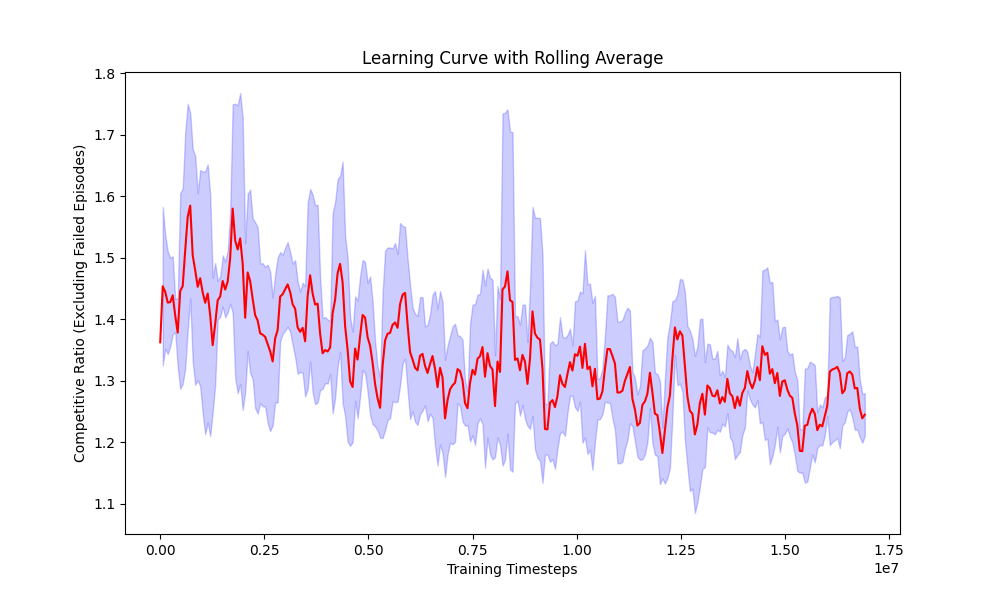 Learning Curve with Rolling Average
Competitive Ratio (Excluding Failed Episodes)
1.8
1.7
1.6
1.5
1.4
1.3
1.2
1.1
0.00 0.25 0.50 0.75 1.00 1.25 1.50 1.75
1e7
Training Timesteps